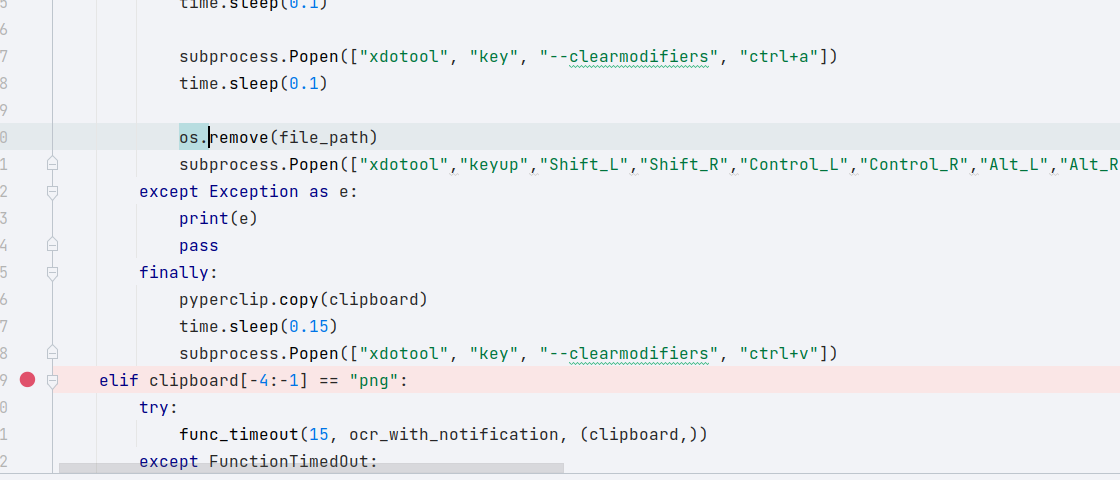 5 time.sleep(0.1)
6
7 subprocess.Popen(["xdotool", "key", "--clearmodifiers", "ctrl+a"])
8 time.sleep(0.1)
9
0 os.remove(file_path)
1 subprocess.Popen(["xdotool","keyup","Shift_L","Shift_R","Control_L","Control_R","Alt_L","Alt_R
2 except Exception as e:
3 print(e)
4 pass
5 finally:
6 pyperclip.copy(clipboard)
7 time.sleep(0.15)
8 subprocess.Popen(["xdotool", "key", "--clearmodifiers", "ctrl+v"])
9 elif clipboard[-4:-1] == "png":
0 try:
1 func_timeout(15, ocr_with_notification, (clipboard,))
2 except FunctionTimedOut: